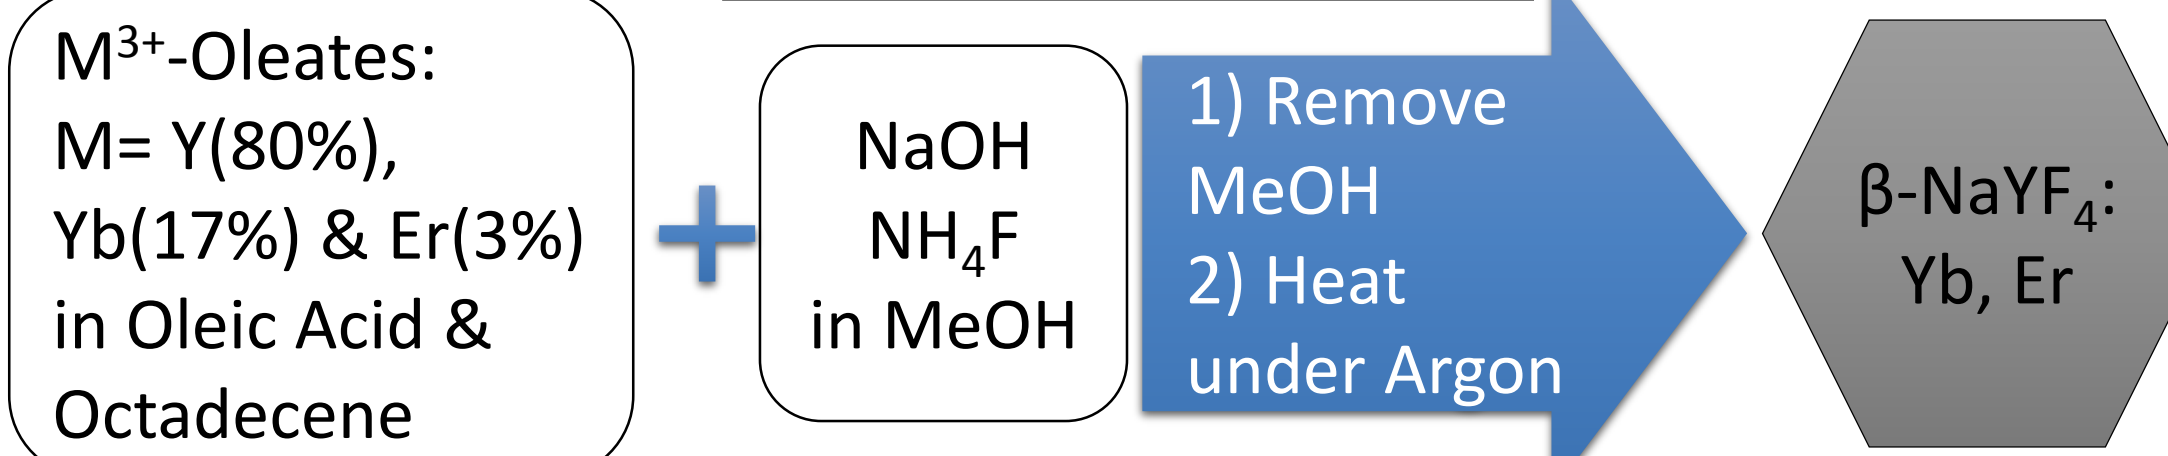 M³⁺-Oleates:
M= Y(80%),
Yb(17%) & Er(3%)
in Oleic Acid &
Octadecene
+
NaOH
NH₄F
in MeOH
1) Remove
MeOH
2) Heat
under Argon
β-NaYF₄:
Yb, Er